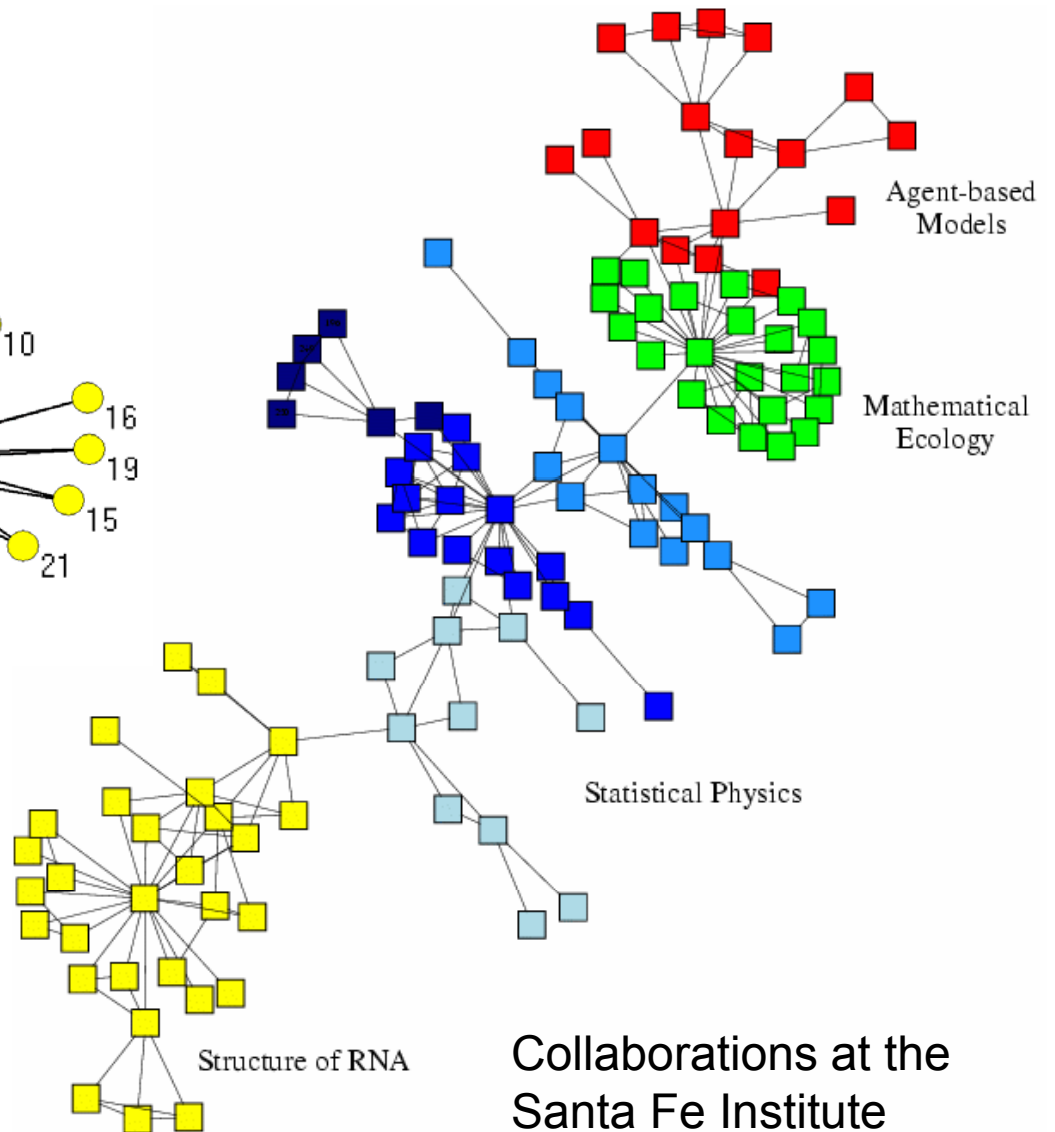 Agent-based
Models
10
16
19
15
21
Mathematical
Ecology
Statistical Physics
Structure of RNA
Collaborations at the
Santa Fe Institute